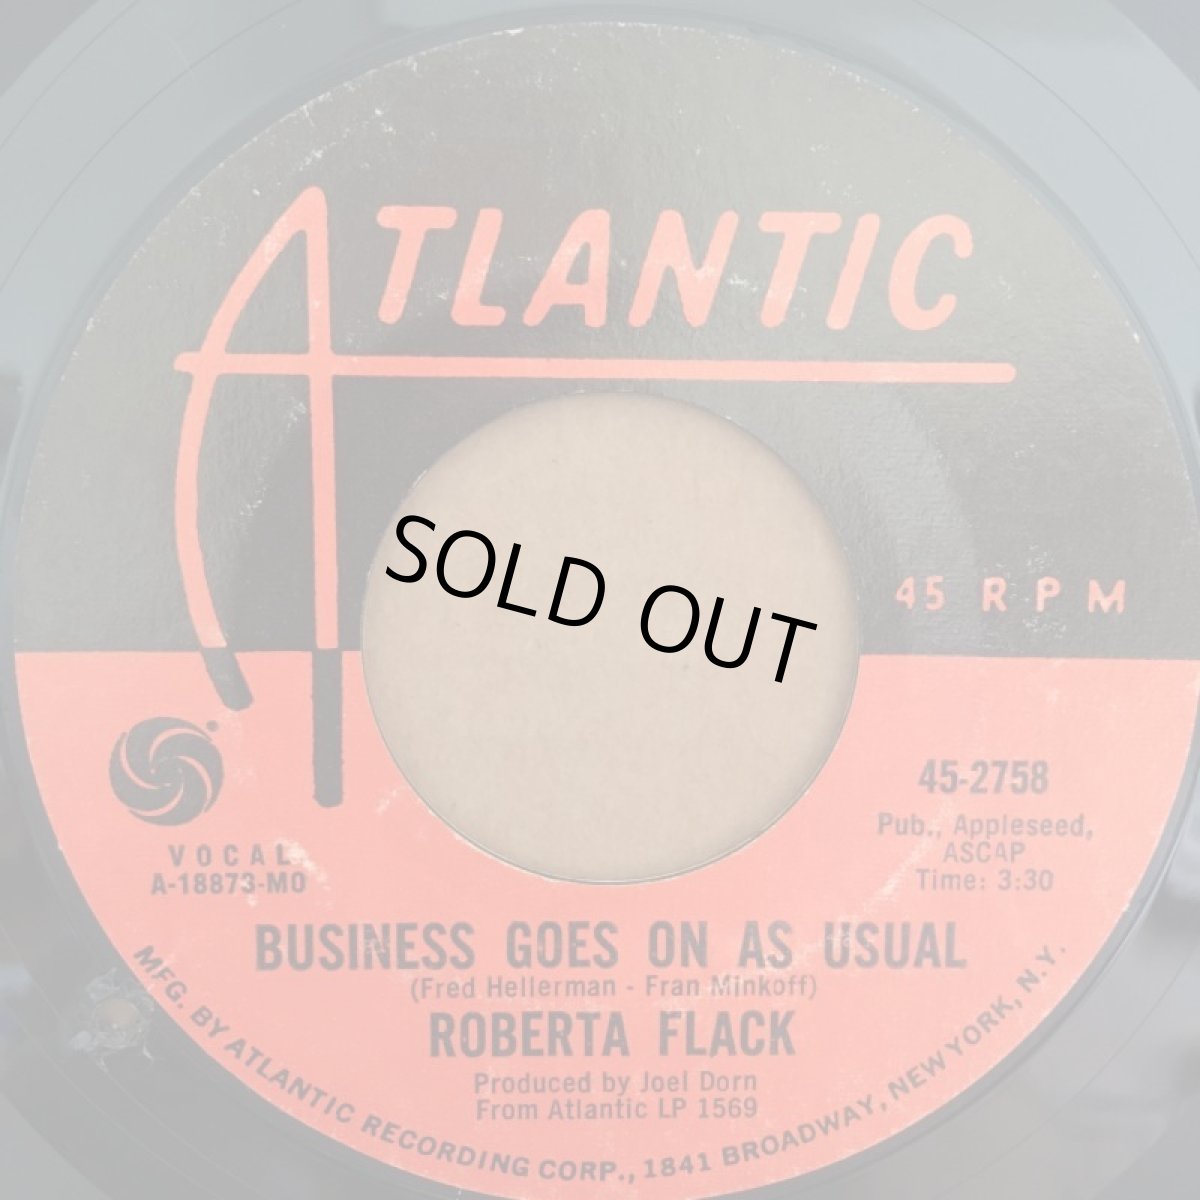 ATLANTIC
SOLD OUT
45 RPM
45-2758
Pub., Appleseed,
ASCAP
Time: 3:30
VOCAL
A-18873-MO
BUSINESS GOES ON AS USUAL
(Fred Hellerman - Fran Minkoff)
ROBERTA FLACK
Produced by Joel Dorn
From Atlantic LP 1569
MFG. BY ATLANTIC RECORDING CORP., 1841 BROADWAY, NEW YORK, N.Y.